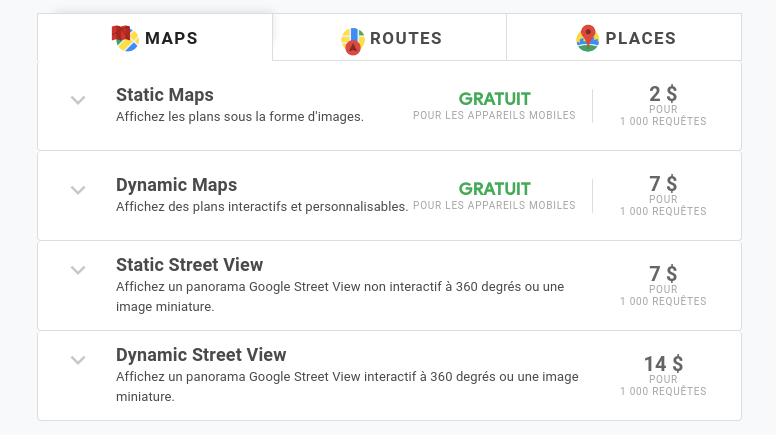 MAPS
ROUTES
PLACES
Static Maps
Affichez les plans sous la forme d'images.
GRATUIT
POUR LES APPAREILS MOBILES
2 $
POUR
1 000 REQUÊTES
Dynamic Maps
Affichez des plans interactifs et personnalisables.
GRATUIT
POUR LES APPAREILS MOBILES
7 $
POUR
1 000 REQUÊTES
Static Street View
Affichez un panorama Google Street View non interactif à 360 degrés ou une
image miniature.
7 $
POUR
1 000 REQUÊTES
Dynamic Street View
Affichez un panorama Google Street View interactif à 360 degrés ou une image
miniature.
14 $
POUR
1 000 REQUÊTES